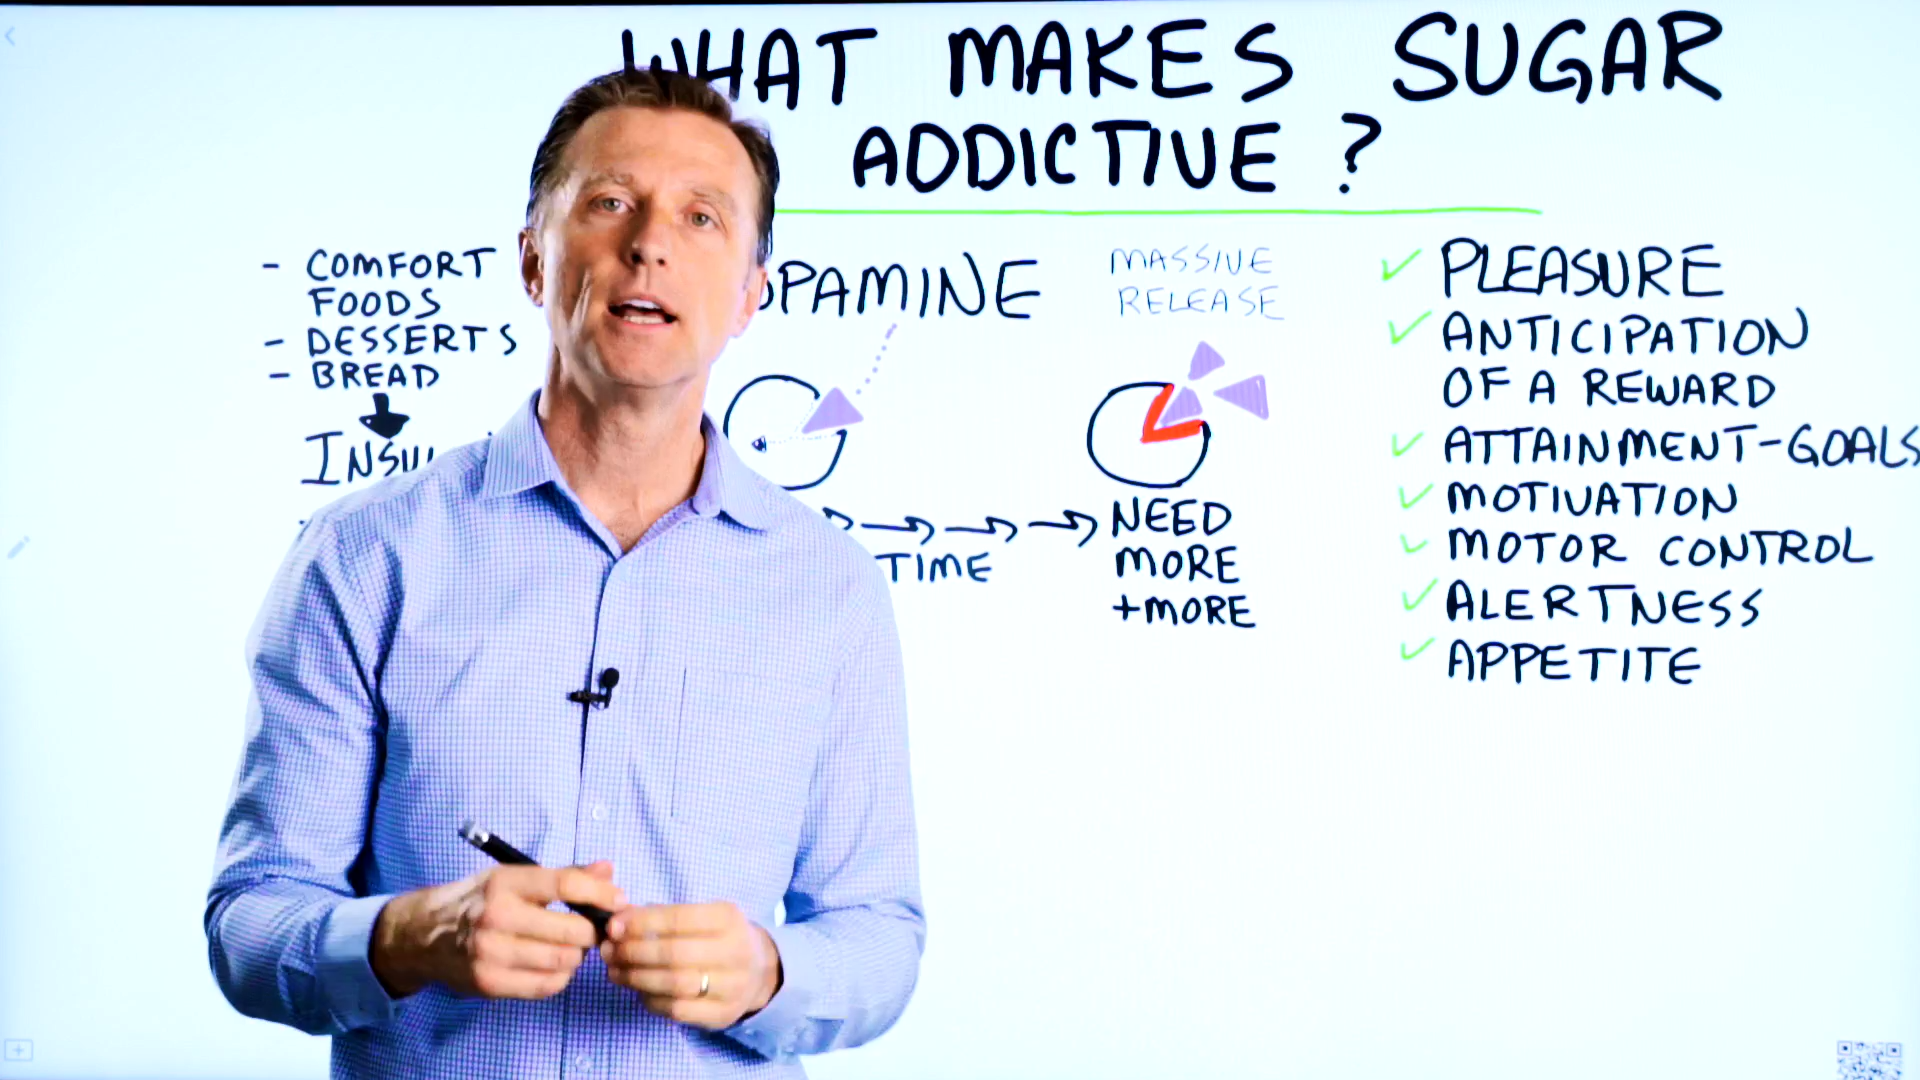 WHAT MAKES SUGAR
ADDICTIVE ?
- COMFORT
FOODS
- DESSERTS
- BREAD
DOPAMINE
MASSIVE
RELEASE
TIME
NEED
MORE
+MORE
✓ PLEASURE
✓ ANTICIPATION
OF A REWARD
✓ ATTAINMENT-GOALS
✓ MOTIVATION
✓ MOTOR CONTROL
✓ ALERTNESS
✓ APPETITE